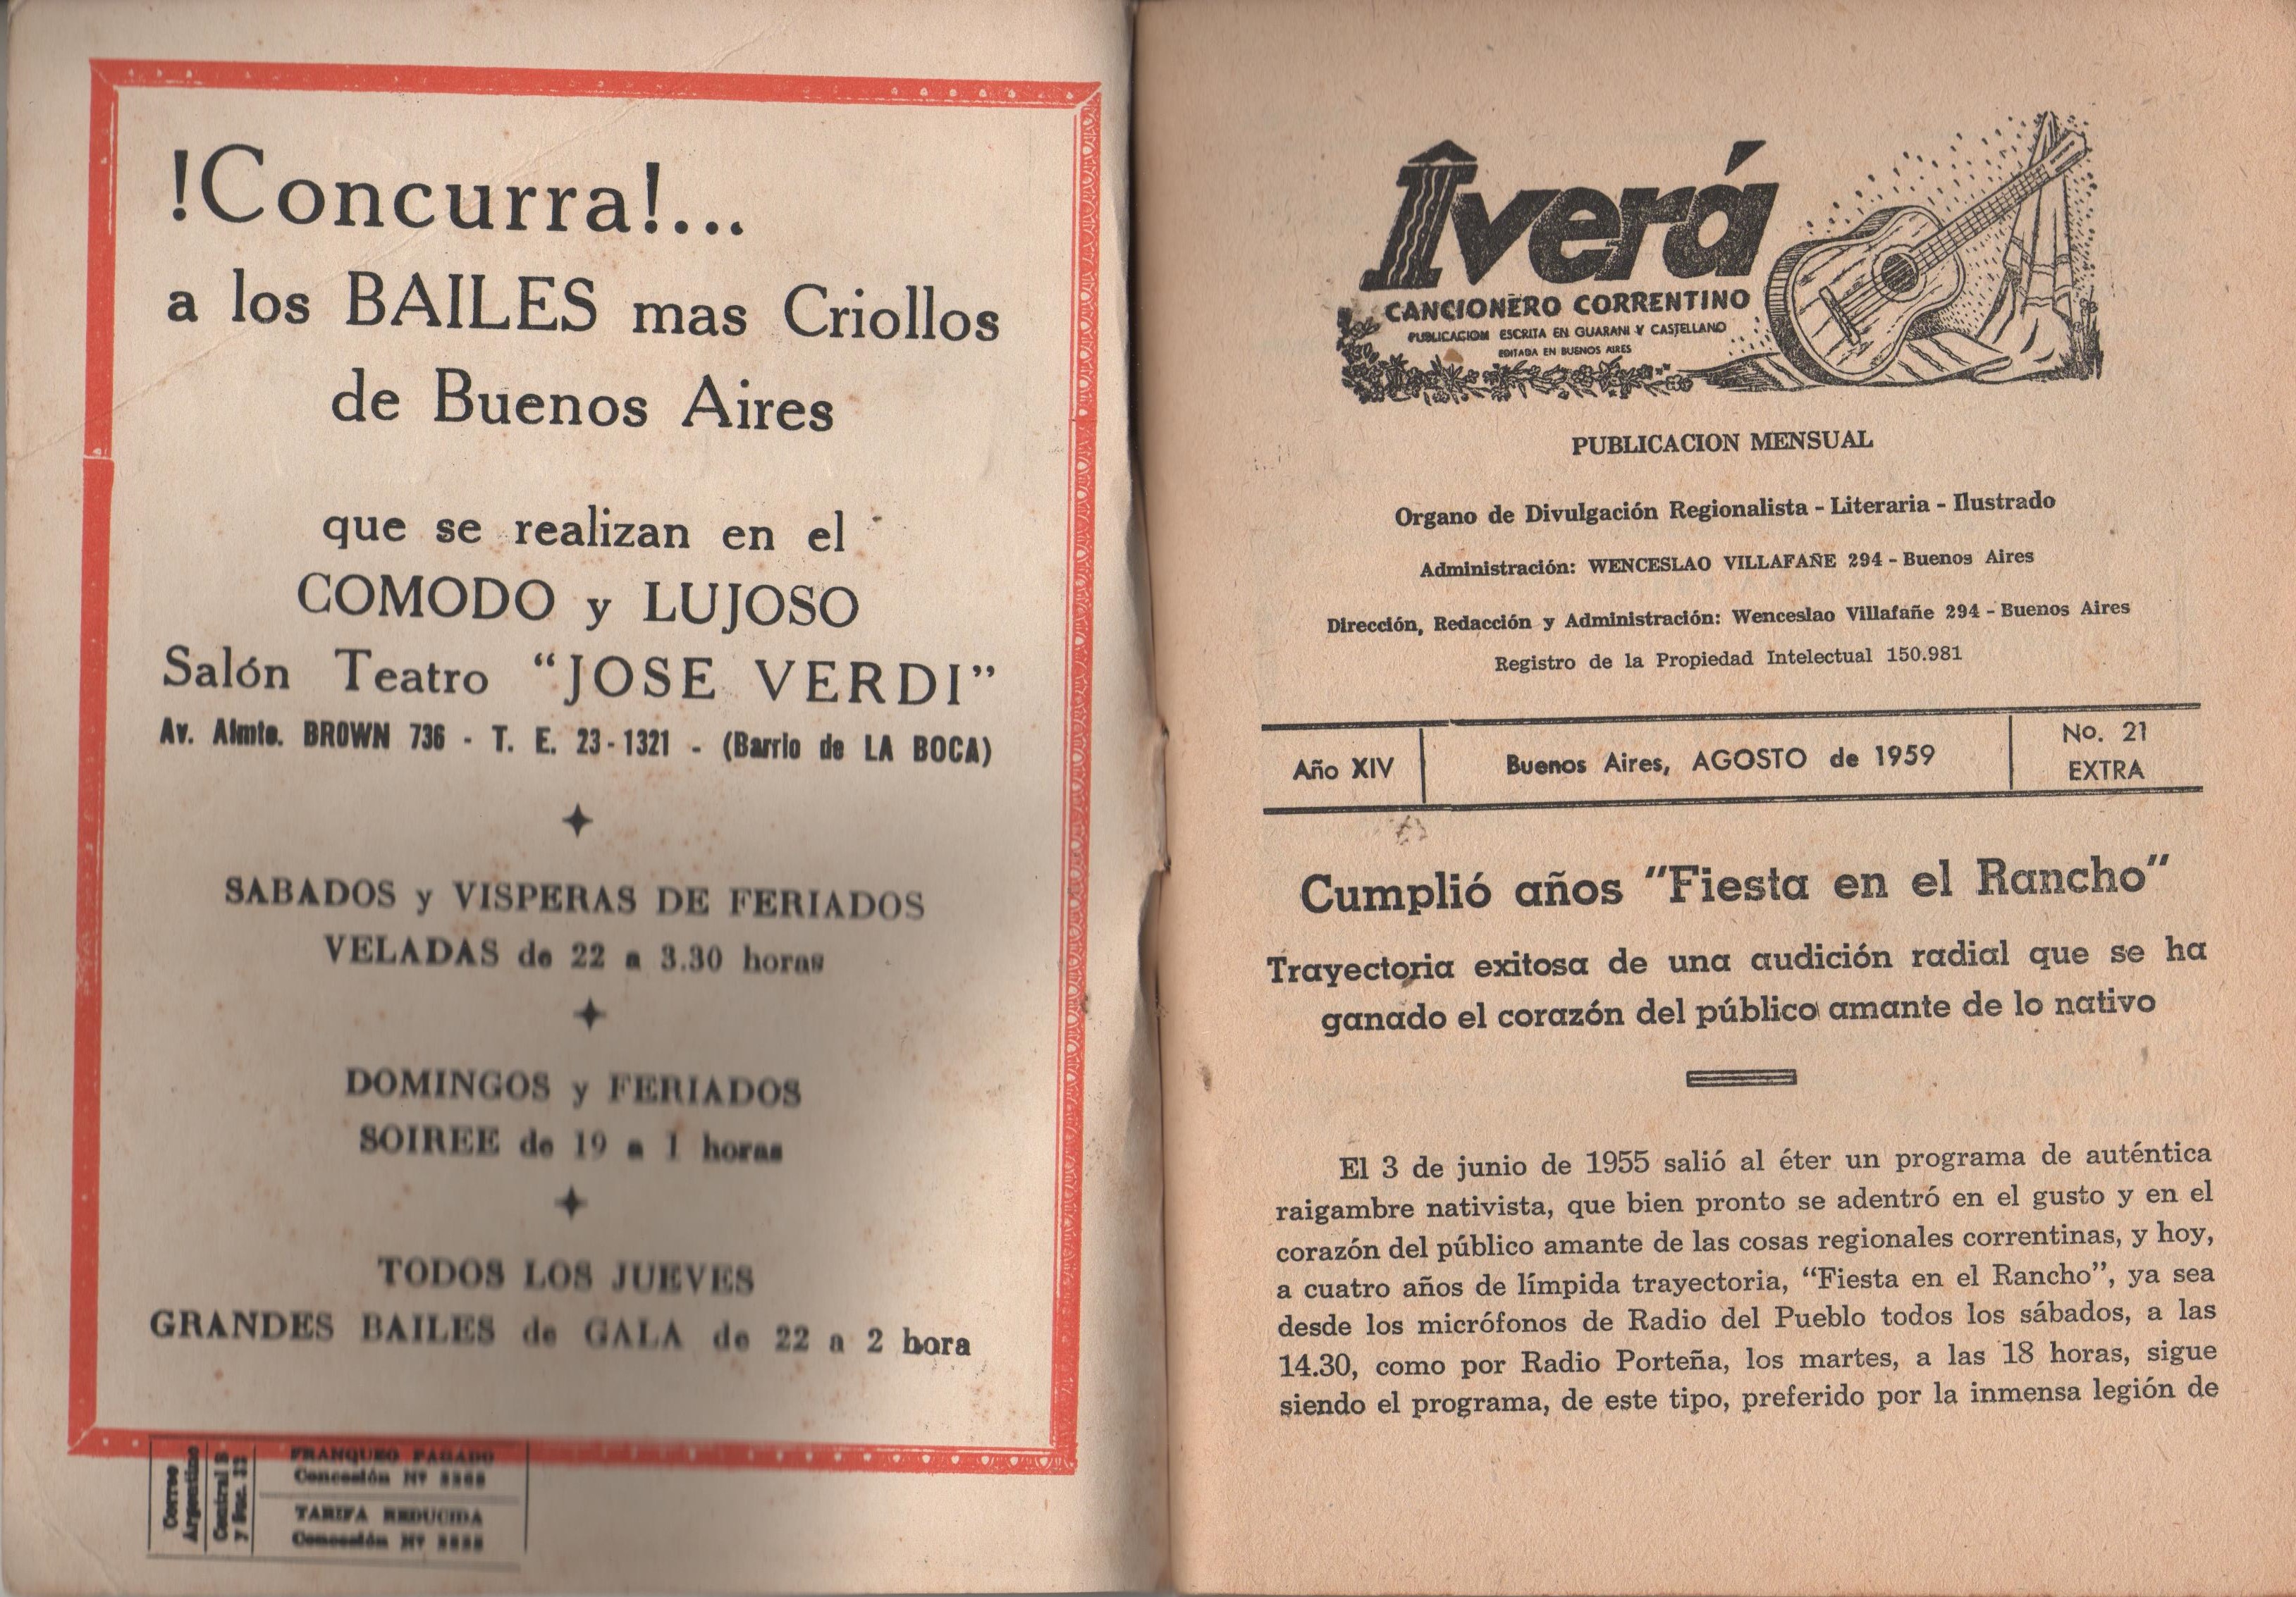 !Concurra!...
a los BAILES mas Criollos
de Buenos Aires
que se realizan en el
COMODO y LUJOSO
Salón Teatro “JOSE VERDI”
Av. Almte. BROWN 736 - T. E. 23-1321 - (Barrio de LA BOCA)
SABADOS y VISPERAS DE FERIADOS
VELADAS de 22 a 3.30 horas
DOMINGOS y FERIADOS
SOIREE de 19 a 1 horas
TODOS LOS JUEVES
GRANDES BAILES de GALA de 22 a 2 hora
Correo
Argentino
Central B
y Suc.
FRANQUEO PAGADO
Concesión Nº
TARIFA REDUCIDA
Concesión Nº
Îverá
CANCIONERO CORRENTINO
PUBLICACION ESCRITA EN GUARANI Y CASTELLANO
EDITADA EN BUENOS AIRES
PUBLICACION MENSUAL
Organo de Divulgación Regionalista - Literaria - Ilustrado
Administración: WENCESLAO VILLAFAÑE 294 - Buenos Aires
Dirección, Redacción y Administración: Wenceslao Villafañe 294 - Buenos Aires
Registro de la Propiedad Intelectual 150.981
Año XIV
Buenos Aires, AGOSTO de 1959
No. 21
EXTRA
Cumplió años “Fiesta en el Rancho”
Trayectoria exitosa de una audición radial que se ha
ganado el corazón del público amante de lo nativo
El 3 de junio de 1955 salió al éter un programa de auténtica
raigambre nativista, que bien pronto se adentró en el gusto y en el
corazón del público amante de las cosas regionales correntinas, y hoy,
a cuatro años de límpida trayectoria, “Fiesta en el Rancho”, ya sea
desde los micrófonos de Radio del Pueblo todos los sábados, a las
14.30, como por Radio Porteña, los martes, a las 18 horas, sigue
siendo el programa, de este tipo, preferido por la inmensa legión de